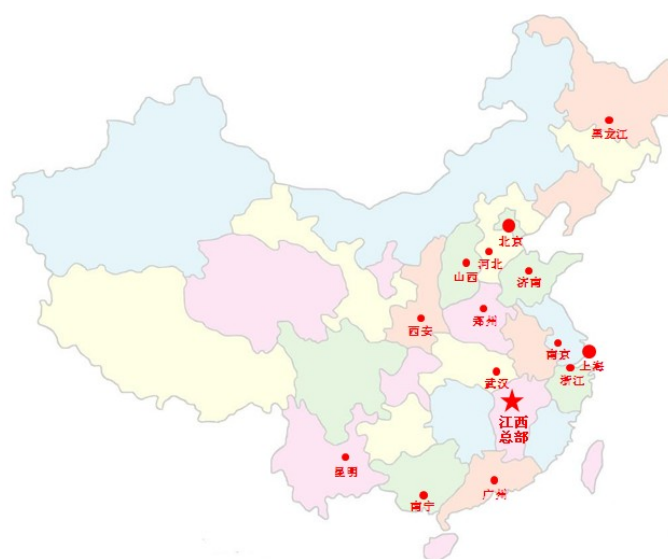 黑龙江
北京
河北
山西
济南
郑州
西安
南京
上海
浙江
武汉
江西
总部
昆明
广州
南宁